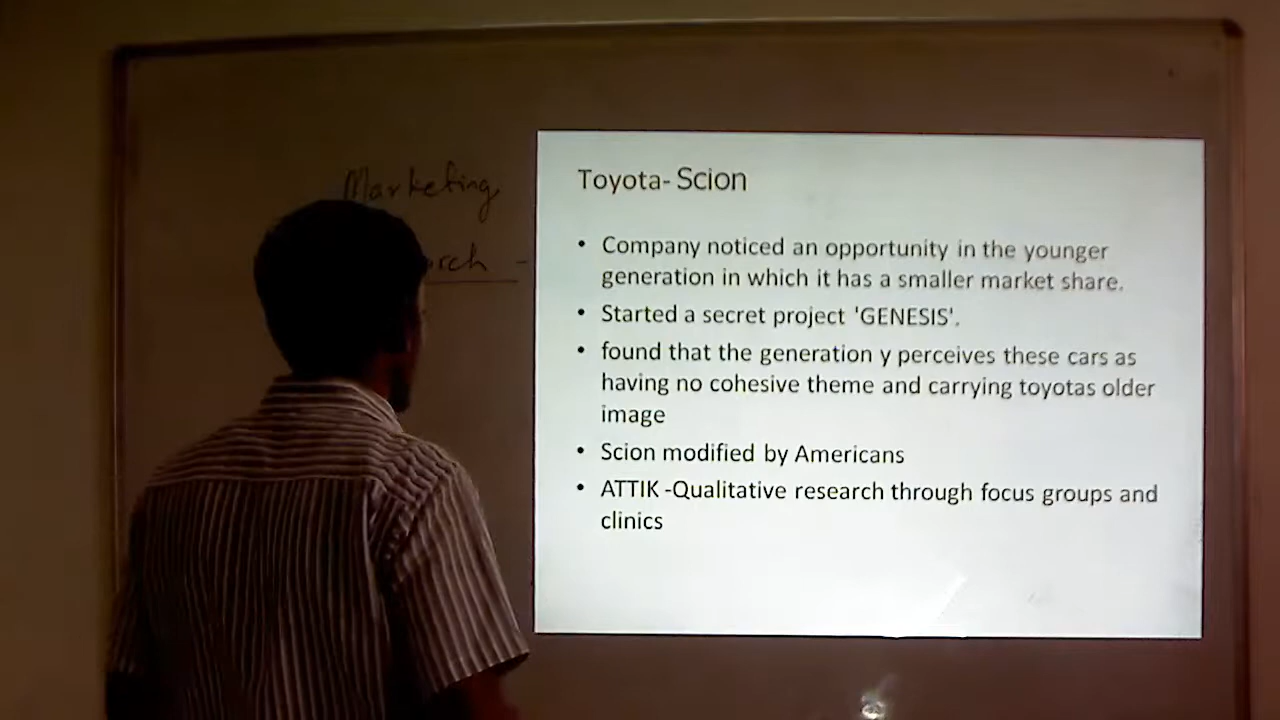 Marketing
Toyota- Scion
• Company noticed an opportunity in the younger
generation in which it has a smaller market share.
• Started a secret project 'GENESIS'.
• found that the generation y perceives these cars as
having no cohesive theme and carrying toyotas older
image
• Scion modified by Americans
• ATTIK -Qualitative research through focus groups and
clinics